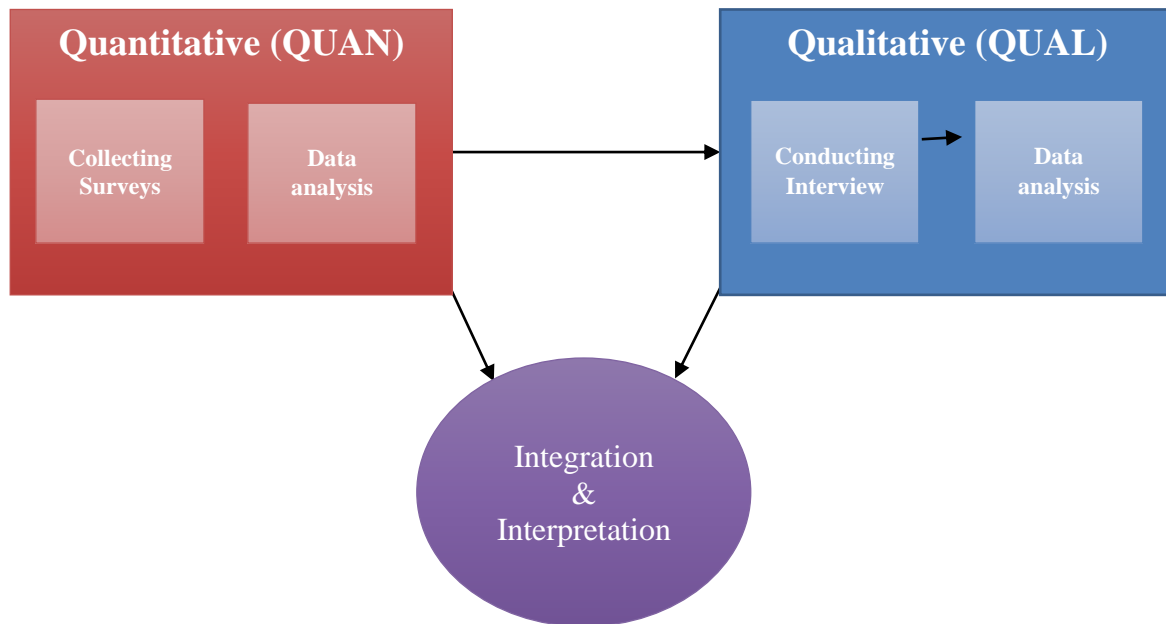 Quantitative (QUAN)
Collecting
Surveys
Data
analysis
Qualitative (QUAL)
Conducting
Interview
Data
analysis
Integration
&
Interpretation